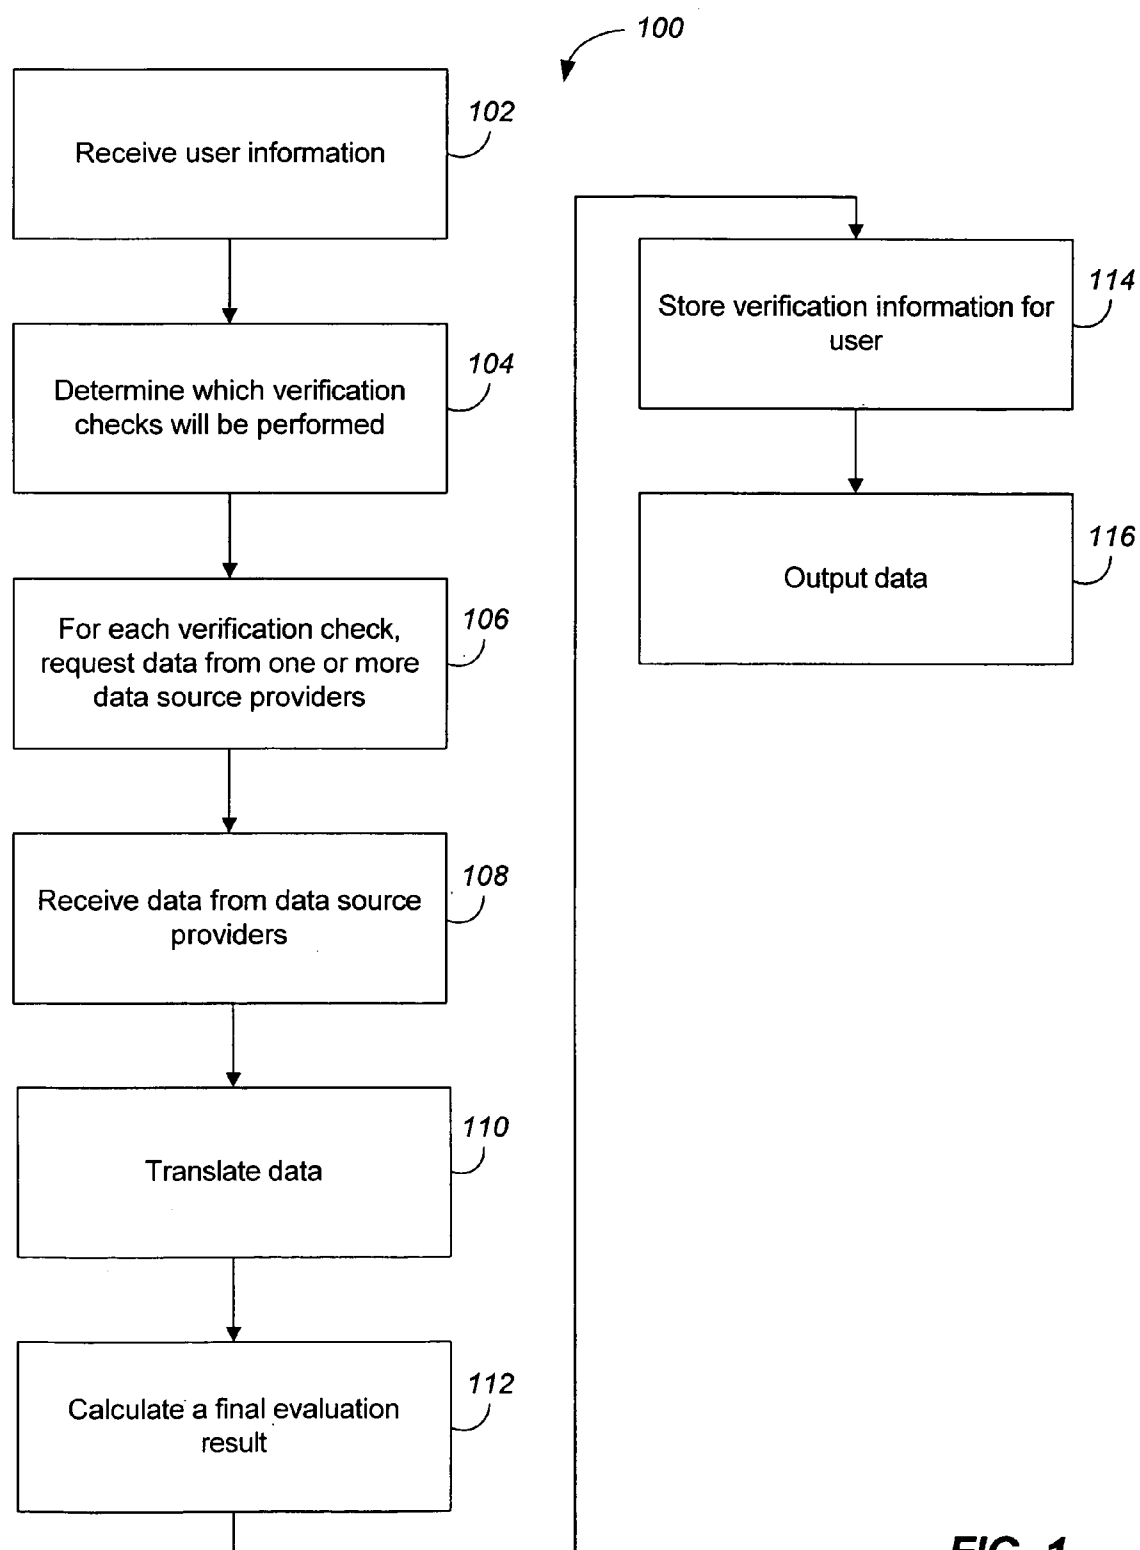 100
Receive user information
102
Determine which verification
checks will be performed
104
For each verification check,
request data from one or more
data source providers
106
Receive data from data source
providers
108
Translate data
110
Calculate a final evaluation
result
112
Store verification information for
user
114
Output data
116
FIG. 1